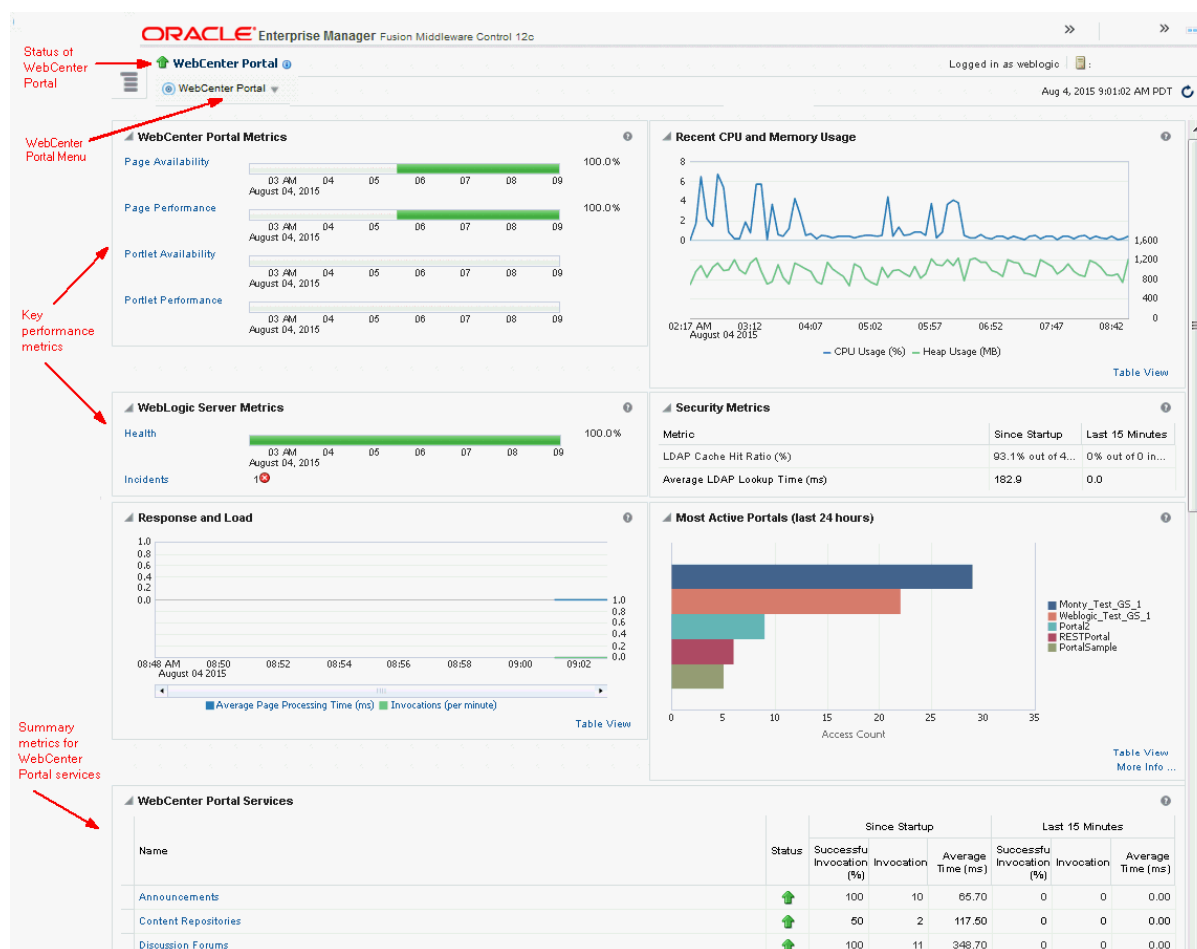 ORACLE Enterprise Manager Fusion Middleware Control 12c
Status of
WebCenter
Portal
WebCenter Portal
Logged in as weblogic
WebCenter Portal
Aug 4, 2015 9:01:02 AM PDT
WebCenter
Portal Menu
WebCenter Portal Metrics
Page Availability
100.0%
03 AM 04 05 06 07 08 09
August 04, 2015
Page Performance
100.0%
03 AM 04 05 06 07 08 09
August 04, 2015
Portlet Availability
03 AM 04 05 06 07 08 09
August 04, 2015
Portlet Performance
03 AM 04 05 06 07 08 09
August 04, 2015
Key
performance
metrics
Recent CPU and Memory Usage
8
6
4
2
0
1,600
1,200
800
400
0
02:17 AM 03:12 04:07 05:02 05:57 06:52 07:47 08:42
August 04 2015
CPU Usage (%) Heap Usage (MB)
Table View
WebLogic Server Metrics
Health
100.0%
03 AM 04 05 06 07 08 09
August 04, 2015
Incidents 1
Security Metrics
Metric Since Startup Last 15 Minutes
LDAP Cache Hit Ratio (%) 93.1% out of 4... 0% out of 0 in...
Average LDAP Lookup Time (ms) 182.9 0.0
Response and Load
1.0
0.8
0.6
0.4
0.2
0.0
1.0
0.8
0.6
0.4
0.2
0.0
08:48 AM 08:50 08:52 08:54 08:56 08:58 09:00 09:02
August 04 2015
Average Page Processing Time (ms) Invocations (per minute)
Table View
Most Active Portals (last 24 hours)
Monty_Test_GS_1
Weblogic_Test_GS_1
Portal2
RESTPortal
PortalSample
0 5 10 15 20 25 30 35
Access Count
Table View
More Info ...
Summary
metrics for
WebCenter
Portal services
WebCenter Portal Services
Since Startup Last 15 Minutes
Name Status
Successfu
Invocation
(%)
Invocation
Average
Time (ms)
Successfu
Invocation
(%)
Invocation
Average
Time (ms)
Announcements 100 10 65.70 0 0 0.00
Content Repositories 50 2 117.50 0 0 0.00
Discussion Forums 100 11 348.70 0 0 0.00